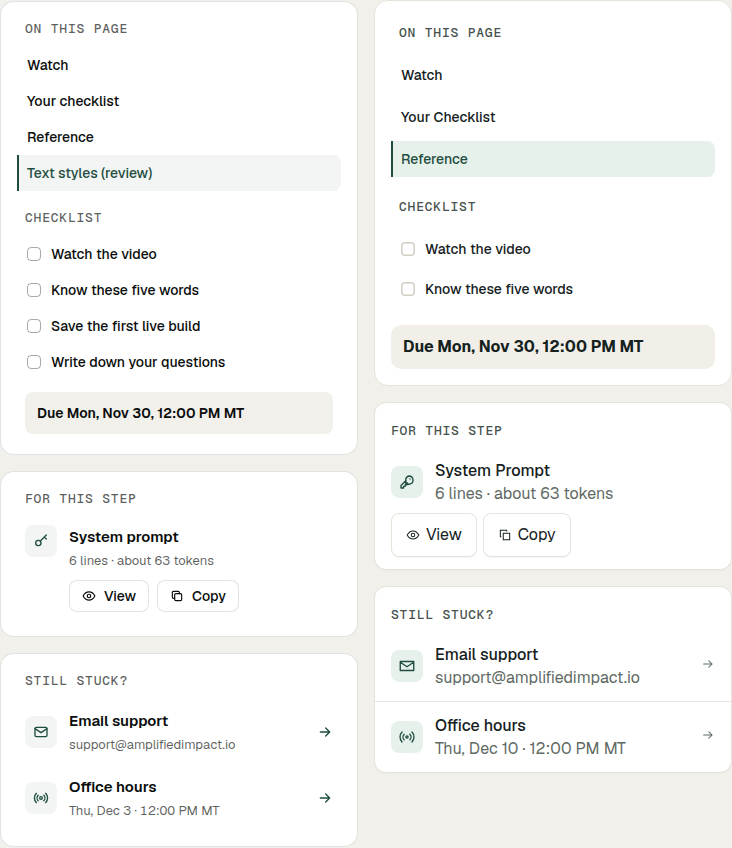 ON THIS PAGE
Watch
Your checklist
Reference
Text styles (review)
CHECKLIST
Watch the video
Know these five words
Save the first live build
Write down your questions
Due Mon, Nov 30, 12:00 PM MT
FOR THIS STEP
System prompt
6 lines · about 63 tokens
View
Copy
STILL STUCK?
Email support
support@amplifiedimpact.io
Office hours
Thu, Dec 3 · 12:00 PM MT
ON THIS PAGE
Watch
Your Checklist
Reference
CHECKLIST
Watch the video
Know these five words
Due Mon, Nov 30, 12:00 PM MT
FOR THIS STEP
System Prompt
6 lines · about 63 tokens
View
Copy
STILL STUCK?
Email support
support@amplifiedimpact.io
Office hours
Thu, Dec 10 · 12:00 PM MT